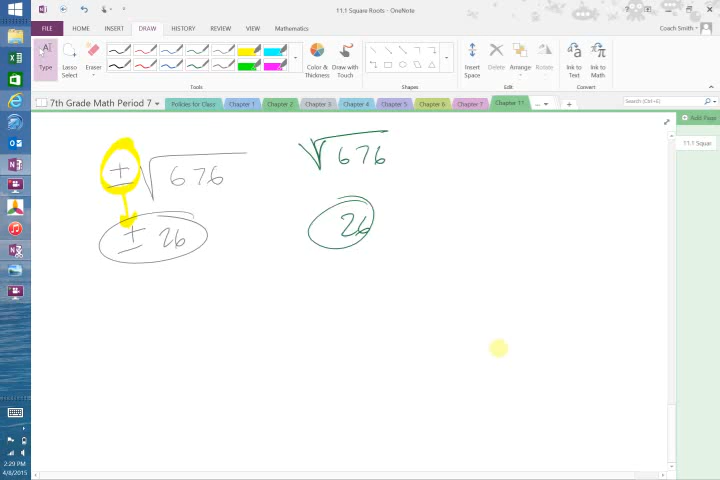 11.1 Square Roots - OneNote
FILE HOME INSERT DRAW HISTORY REVIEW VIEW Mathematics Coach Smith
Type Lasso Select Eraser Color & Thickness Draw with Touch Insert Space Delete Arrange Rotate Ink to Text Ink to Math
Tools Shapes Edit Convert
7th Grade Math Period 7 Policies for Class Chapter 1 Chapter 2 Chapter 3 Chapter 4 Chapter 5 Chapter 6 Chapter 7 Chapter 11 ... + Search (Ctrl+E)
Add Page
11.1 Squar
± √676 √676
± 26 26
2:29 PM
4/8/2015